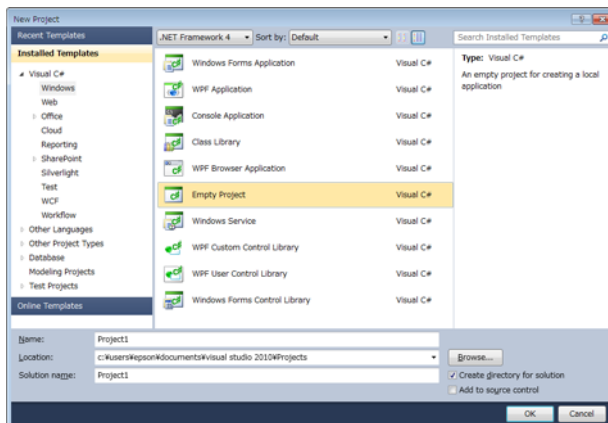 New Project
Recent Templates
Installed Templates
Visual C#
Windows
Web
Office
Cloud
Reporting
SharePoint
Silverlight
Test
WCF
Workflow
Other Languages
Other Project Types
Database
Modeling Projects
Test Projects
Online Templates
.NET Framework 4 Sort by: Default
Windows Forms Application Visual C#
WPF Application Visual C#
Console Application Visual C#
Class Library Visual C#
WPF Browser Application Visual C#
Empty Project Visual C#
Windows Service Visual C#
WPF Custom Control Library Visual C#
WPF User Control Library Visual C#
Windows Forms Control Library Visual C#
Search Installed Templates
Type: Visual C#
An empty project for creating a local
application
Name: Project1
Location: c:¥users¥epson¥documents¥visual studio 2010¥Projects
Browse...
Solution name: Project1
Create directory for solution
Add to source control
OK Cancel